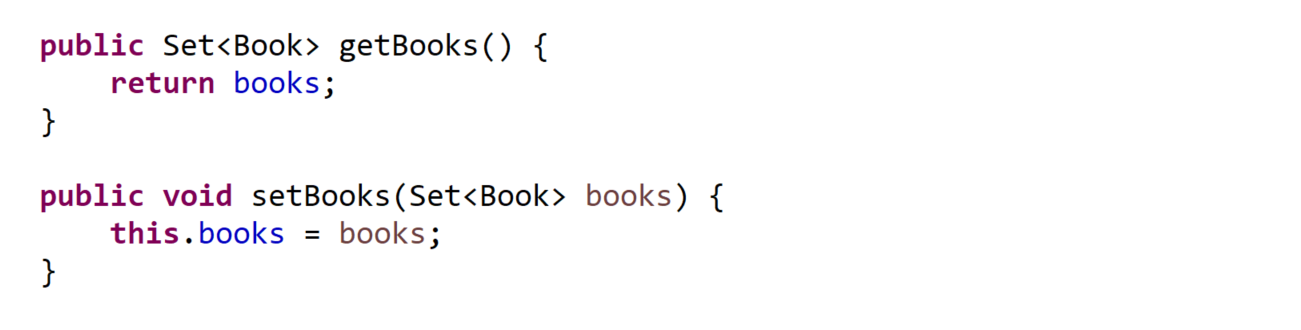 public Set<Book> getBooks() {
    return books;
}

public void setBooks(Set<Book> books) {
    this.books = books;
}